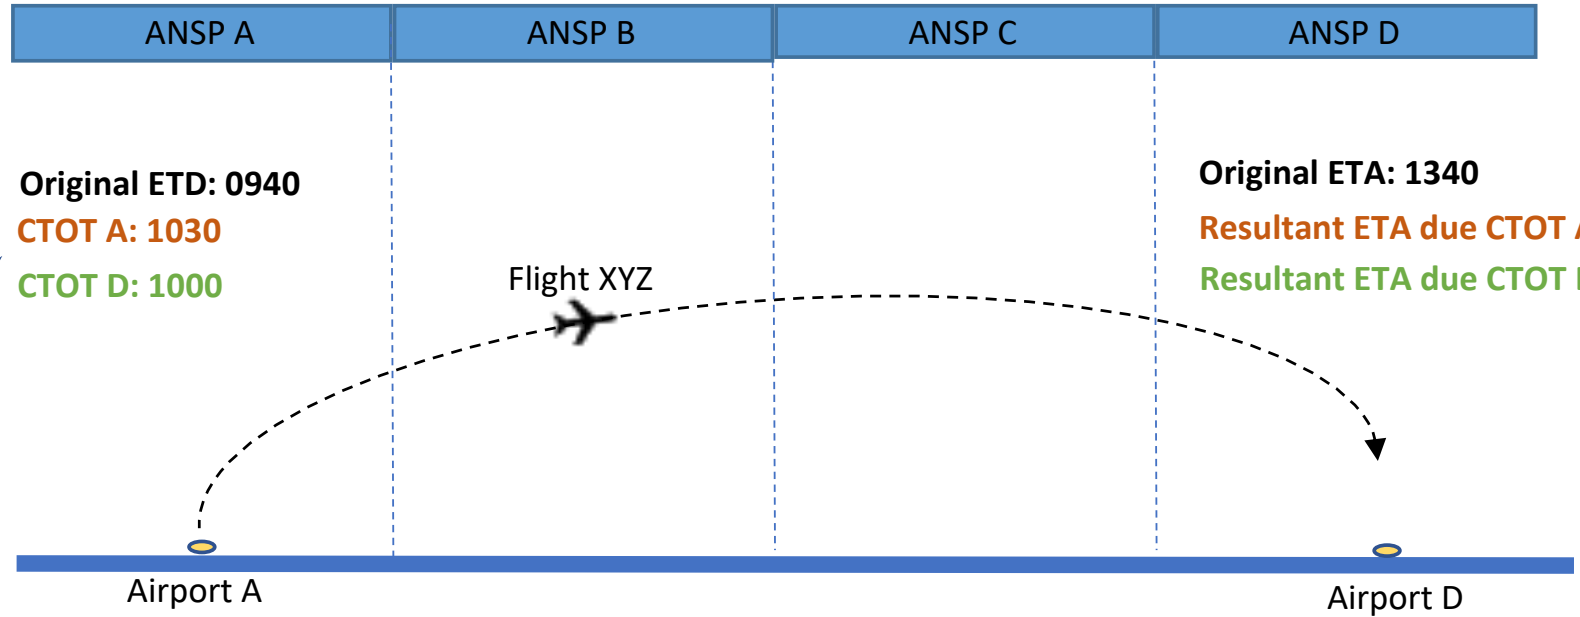 ANSP A
ANSP B
ANSP C
ANSP D
Original ETD: 0940
CTOT A: 1030
CTOT D: 1000
Flight XYZ
Original ETA: 1340
Resultant ETA due CTOT
Resultant ETA due CTOT
Airport A
Airport D